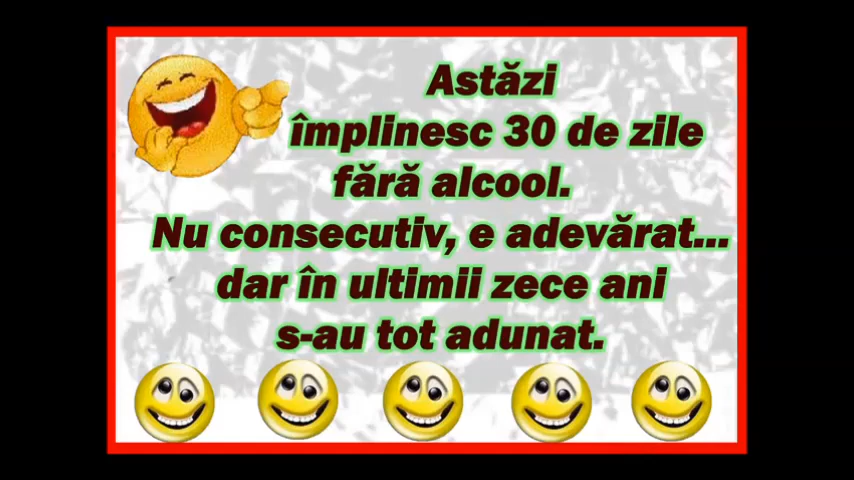 Astăzi
împlinesc 30 de zile
fără alcool.
Nu consecutiv, e adevărat...
dar în ultimii zece ani
s-au tot adunat.